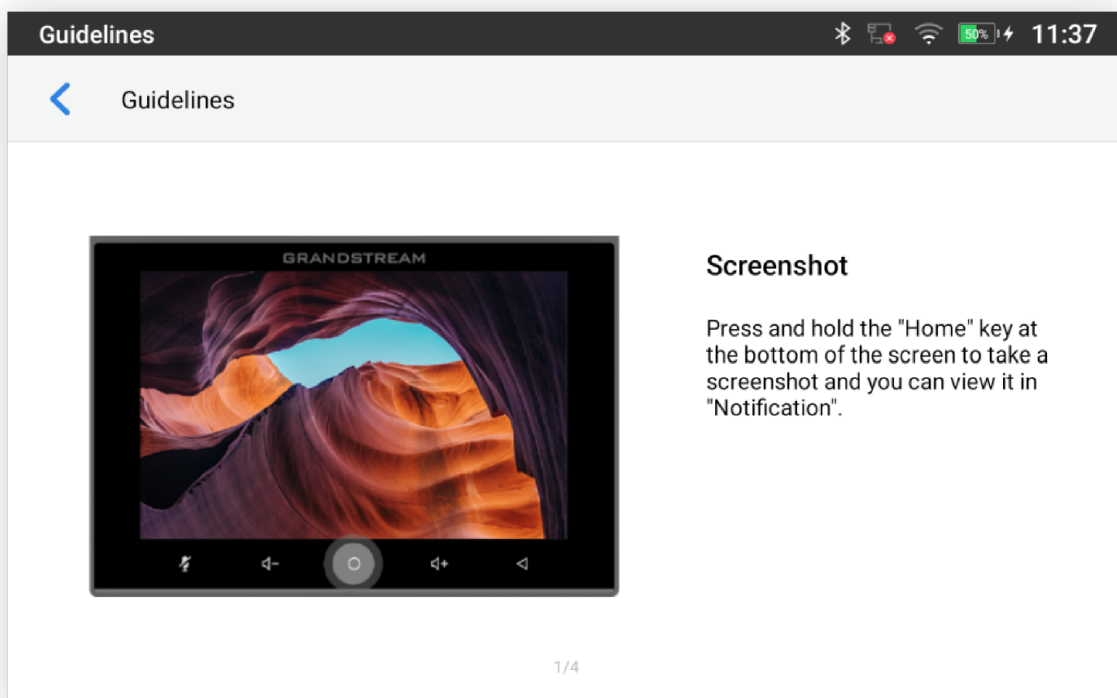 Guidelines
50%
11:37
Guidelines
GRANDSTREAM
Screenshot
Press and hold the "Home" key at
the bottom of the screen to take a
screenshot and you can view it in
"Notification".
1/4